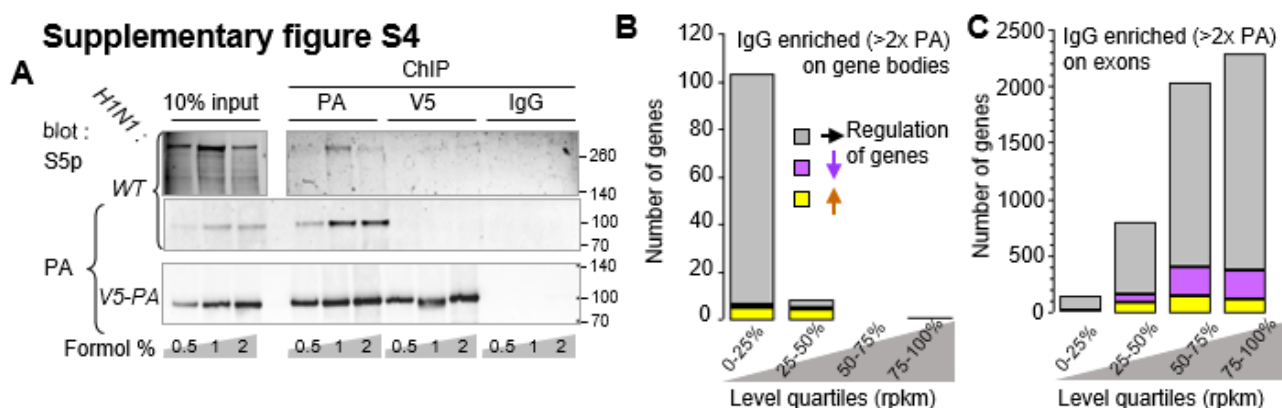 Supplementary figure S4
A
H1N1 :
ChIP
10% input
PA
V5
IgG
blot :
S5p
WT
260
140
100
70
PA
V5-PA
140
100
70
Formol %
0.5
1
2
0.5
1
2
0.5
1
2
0.5
1
2
B
IgG enriched (>2x PA)
on gene bodies
Number of genes
120
100
80
60
40
20
0
Regulation
of genes
0-25%
25-50%
50-75%
75-100%
Level quartiles (rpkm)
C
IgG enriched (>2x PA)
on exons
Number of genes
2500
2000
1500
1000
500
0
0-25%
25-50%
50-75%
75-100%
Level quartiles (rpkm)